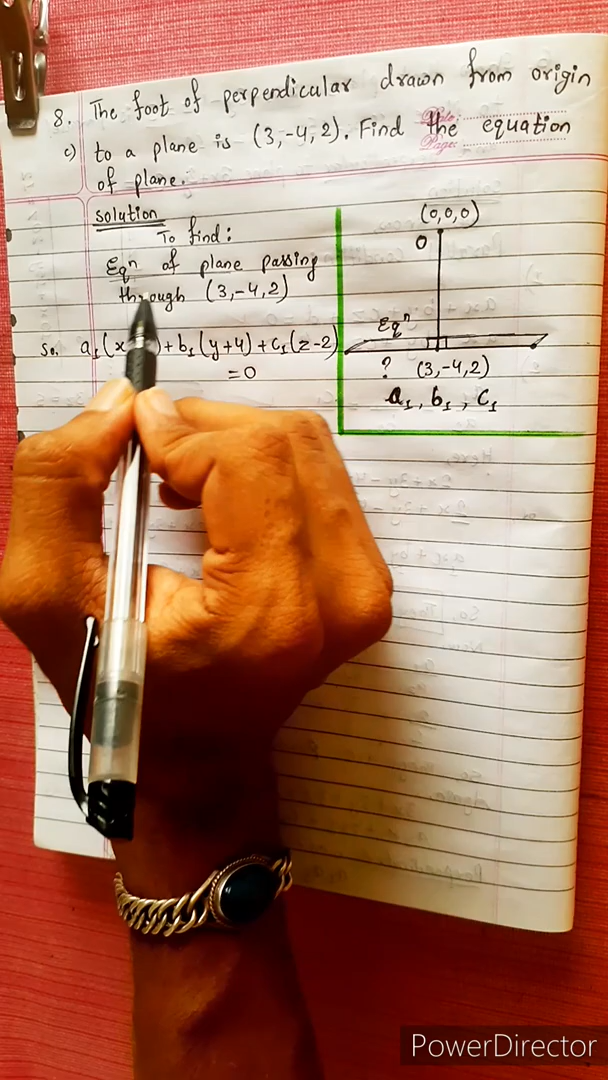 8. The foot of perpendicular drawn from origin
c) to a plane is (3,-4,2). Find the equation
of plane.
Date:
Page:
solution
To find:
Eqⁿ of plane passing
through (3,-4,2)
So, a₁(x )+b₁(y+4)+c₁(z-2)
=0
(0,0,0)
O
Eqⁿ
? (3,-4,2)
a₁, b₁, c₁
PowerDirector